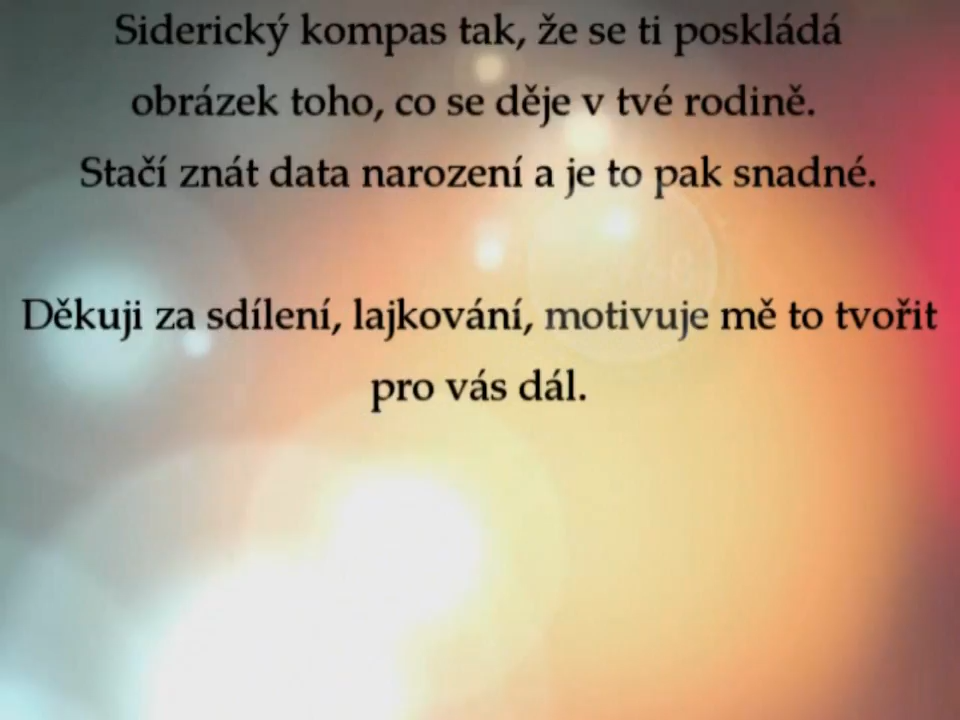 Siderický kompas tak, že se ti poskládá
obrázek toho, co se děje v tvé rodině.
Stačí znát data narození a je to pak snadné.
Děkuji za sdílení, lajkování, motivuje mě to tvořit
pro vás dál.